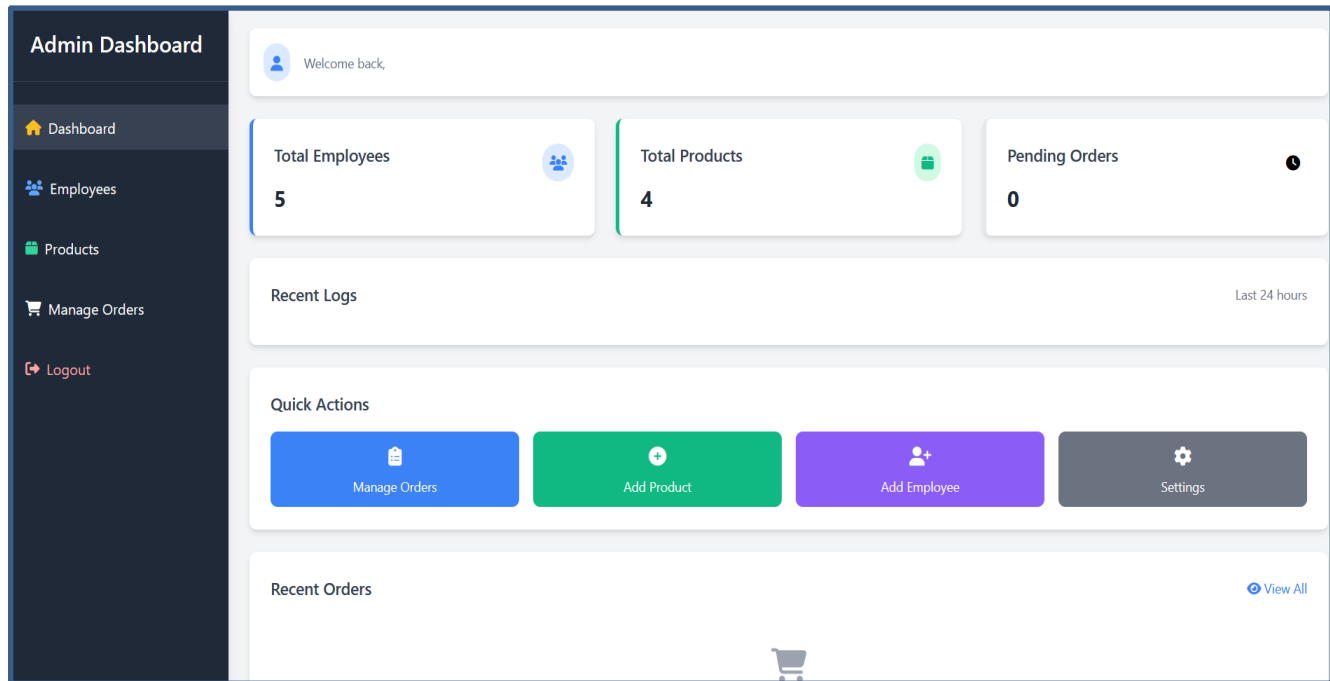 Admin Dashboard
Dashboard
Employees
Products
Manage Orders
Logout
Welcome back,
Total Employees
5
Total Products
4
Pending Orders
0
Recent Logs
Last 24 hours
Quick Actions
Manage Orders
Add Product
Add Employee
Settings
Recent Orders
View All